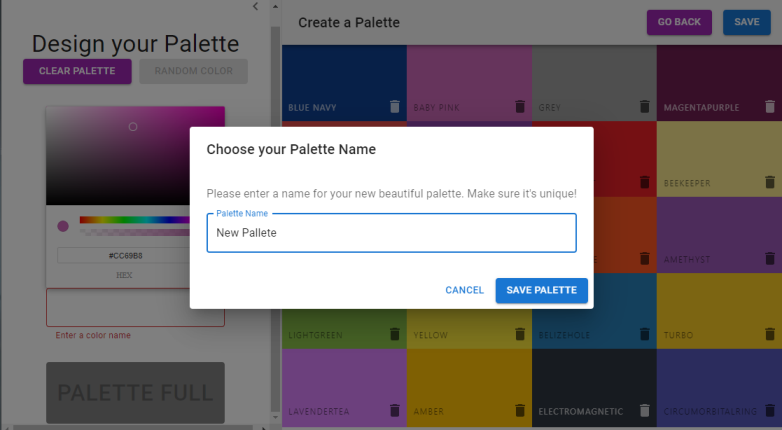 Design your Palette
CLEAR PALETTE
RANDOM COLOR
#CC69B8
HEX
Enter a color name
PALETTE FULL
Create a Palette
GO BACK
SAVE
BLUE NAVY
BABY PINK
GREY
MAGENTAPURPLE
BEEKEEPER
AMETHYST
LIGHTGREEN
YELLOW
BELIZEHOLE
TURBO
LAVENDERTEA
AMBER
ELECTROMAGNETIC
CIRCUMORBITALRING
Choose your Palette Name
Please enter a name for your new beautiful palette. Make sure it's unique!
Palette Name
New Pallete
CANCEL
SAVE PALETTE